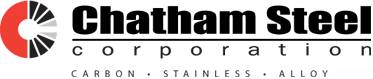 Chatham Steel
corporation
CARBON • STAINLESS • ALLOY